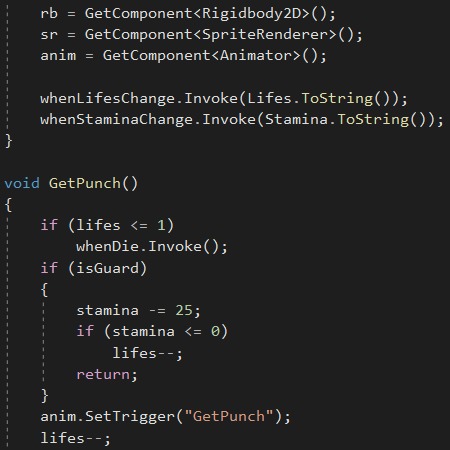 rb = GetComponent<Rigidbody2D>();
sr = GetComponent<SpriteRenderer>();
anim = GetComponent<Animator>();
whenLifesChange.Invoke(Lifes.ToString());
whenStaminaChange.Invoke(Stamina.ToString());
}
void GetPunch()
{
if (lifes <= 1)
whenDie.Invoke();
if (isGuard)
{
stamina -= 25;
if (stamina <= 0)
lifes--;
return;
}
anim.SetTrigger("GetPunch");
lifes--;